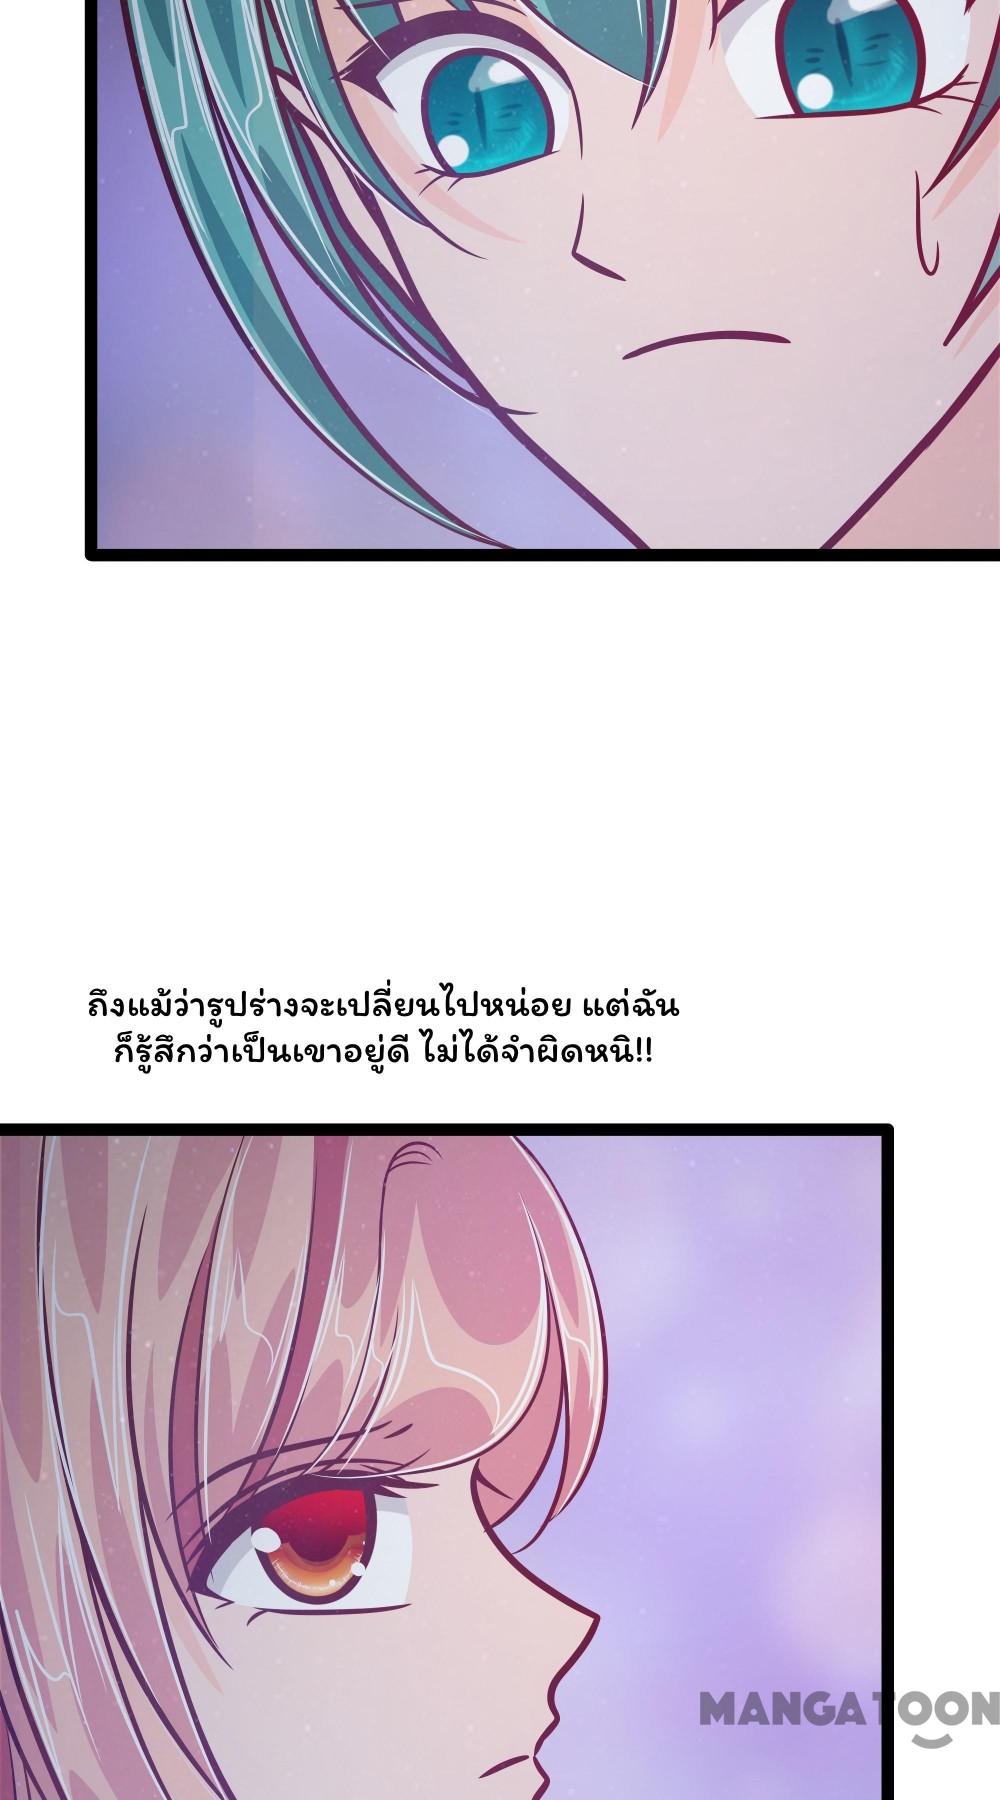 ถึงแม้ว่ารูปร่างจะเปลี่ยนไปหน่อย แต่ฉัน
ก็รู้สึกว่าเป็นเขาอยู่ดี ไม่ได้จำผิดหนิ!!
MANGATOON